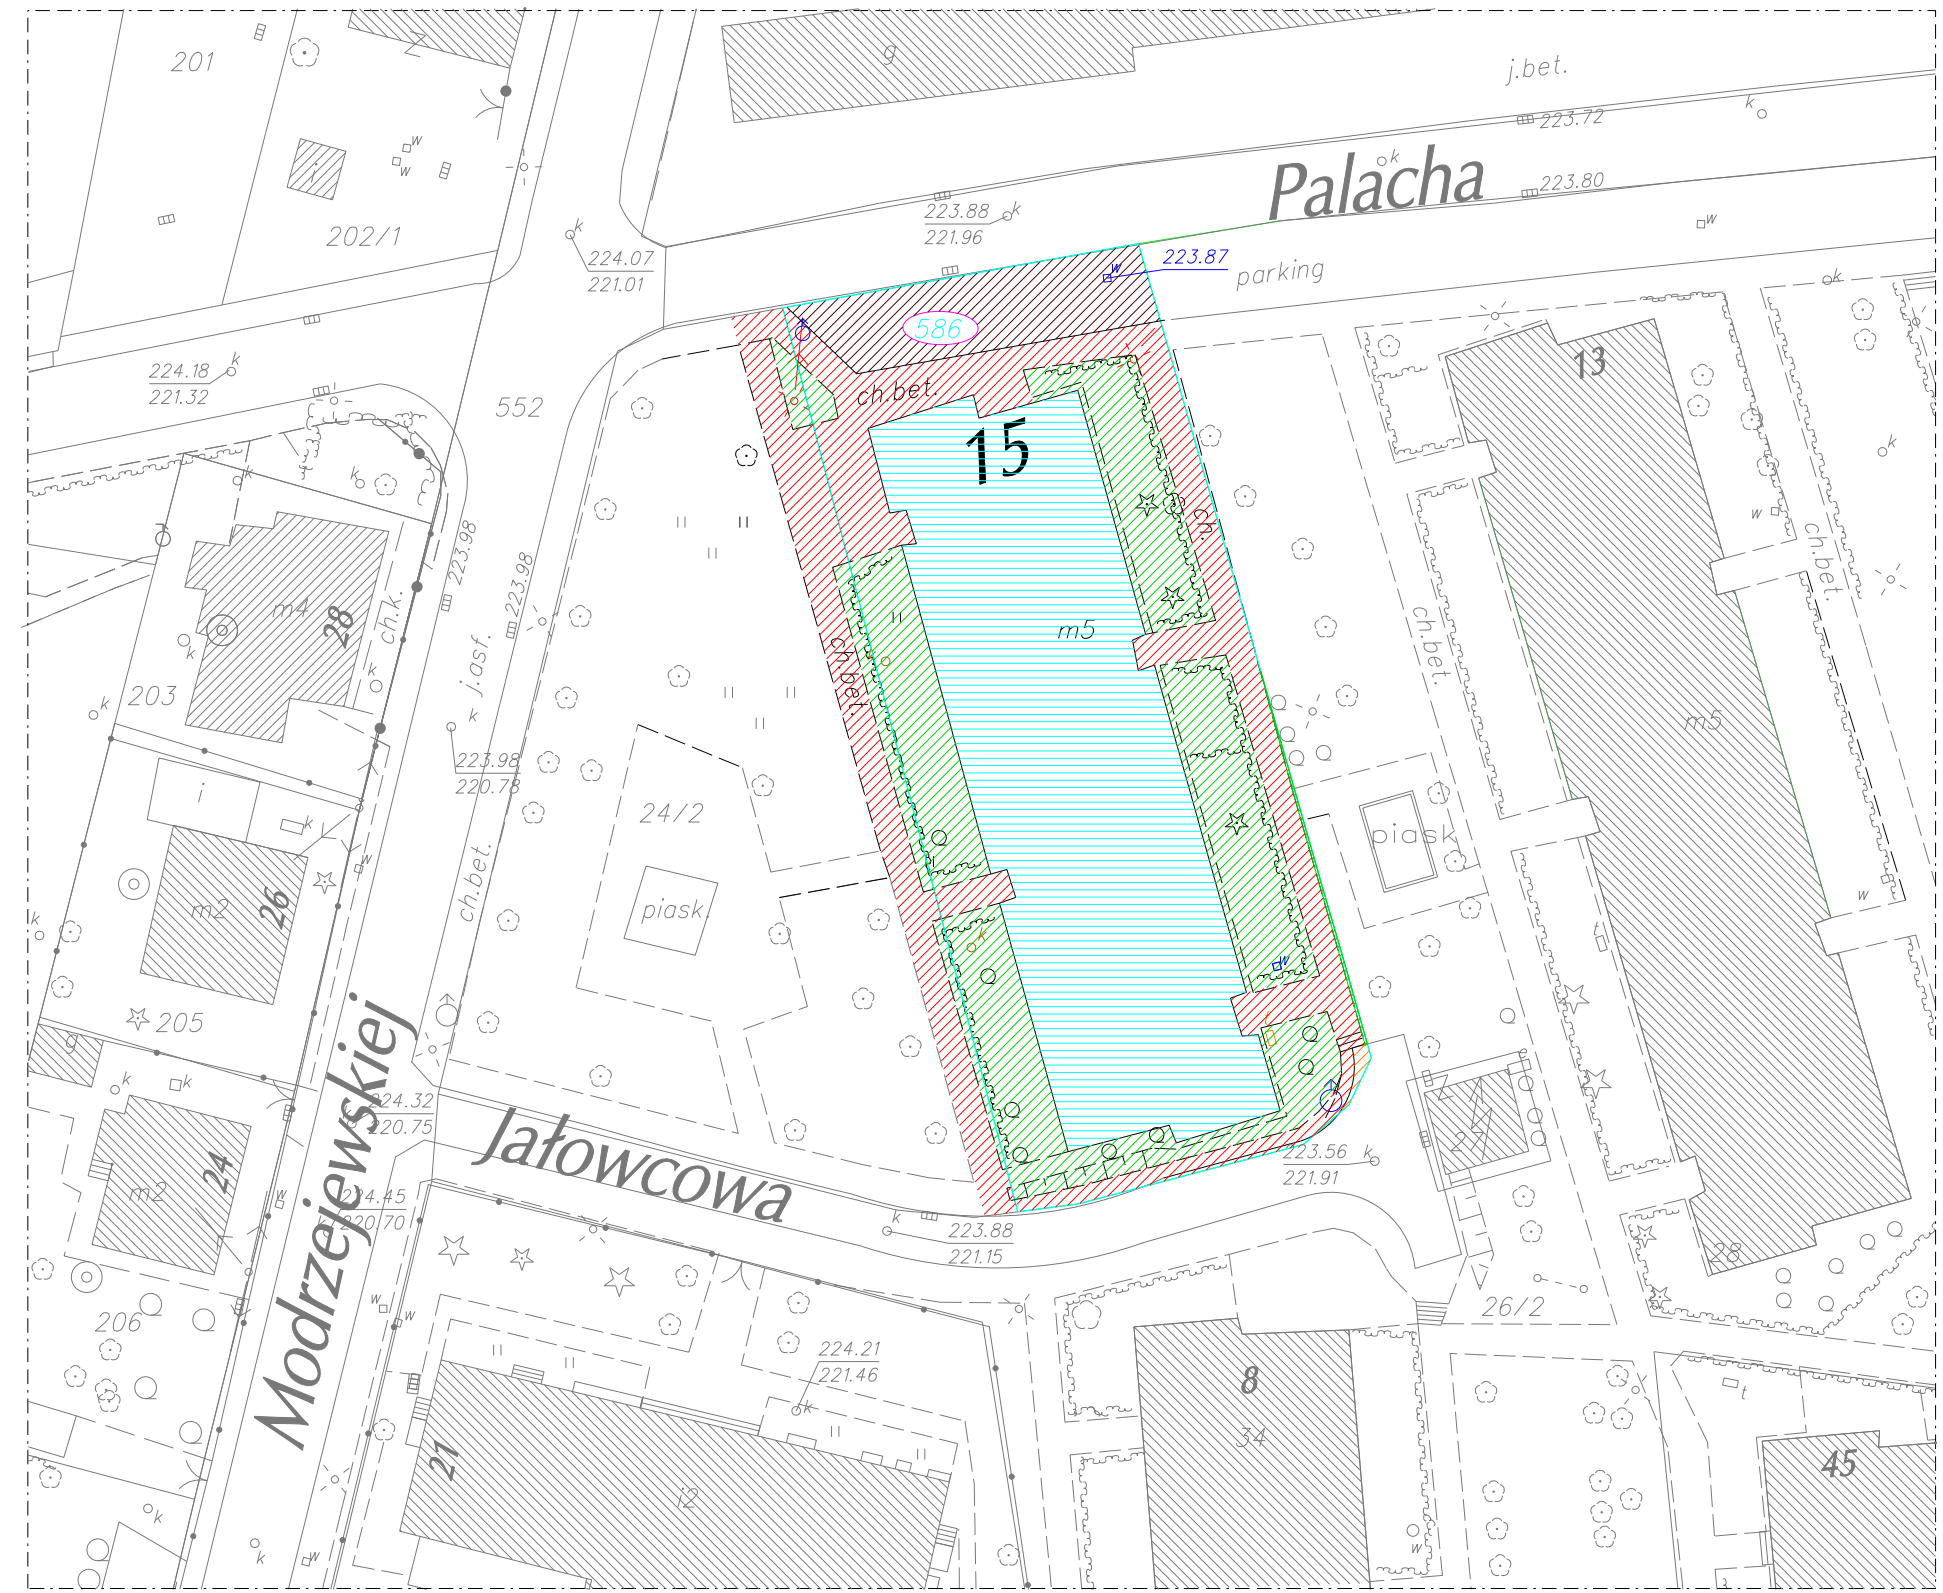 201
g
j.bet.
k
223.72
w
w
i
Palacha
k
223.80
202/1
k
223.88
221.96
k
w
224.07
221.01
w
223.87
parking
k
586
224.18
221.32
k
552
ch.bet.
13
15
k
k
k
w
ch.
ch.bet.
223.98
223.98
m4
28
ch.k.
k
j.asf.
m5
ch.bet.
ch.bet.
203
k
k
k
m5
223.98
220.78
i
k
24/2
piask
w
ch.bet.
m2
26
piask.
k
k
w
t
w
205
g
k
k
224.32
220.75
m2
24
w
224.45
220.70
Modrzejewskiej
Jałowcowa
27
223.56
221.91
k
k
223.88
221.15
28
206
w
w
26/2
224.21
221.46
k
8
34
t
21
i2
45
k
k
w
w